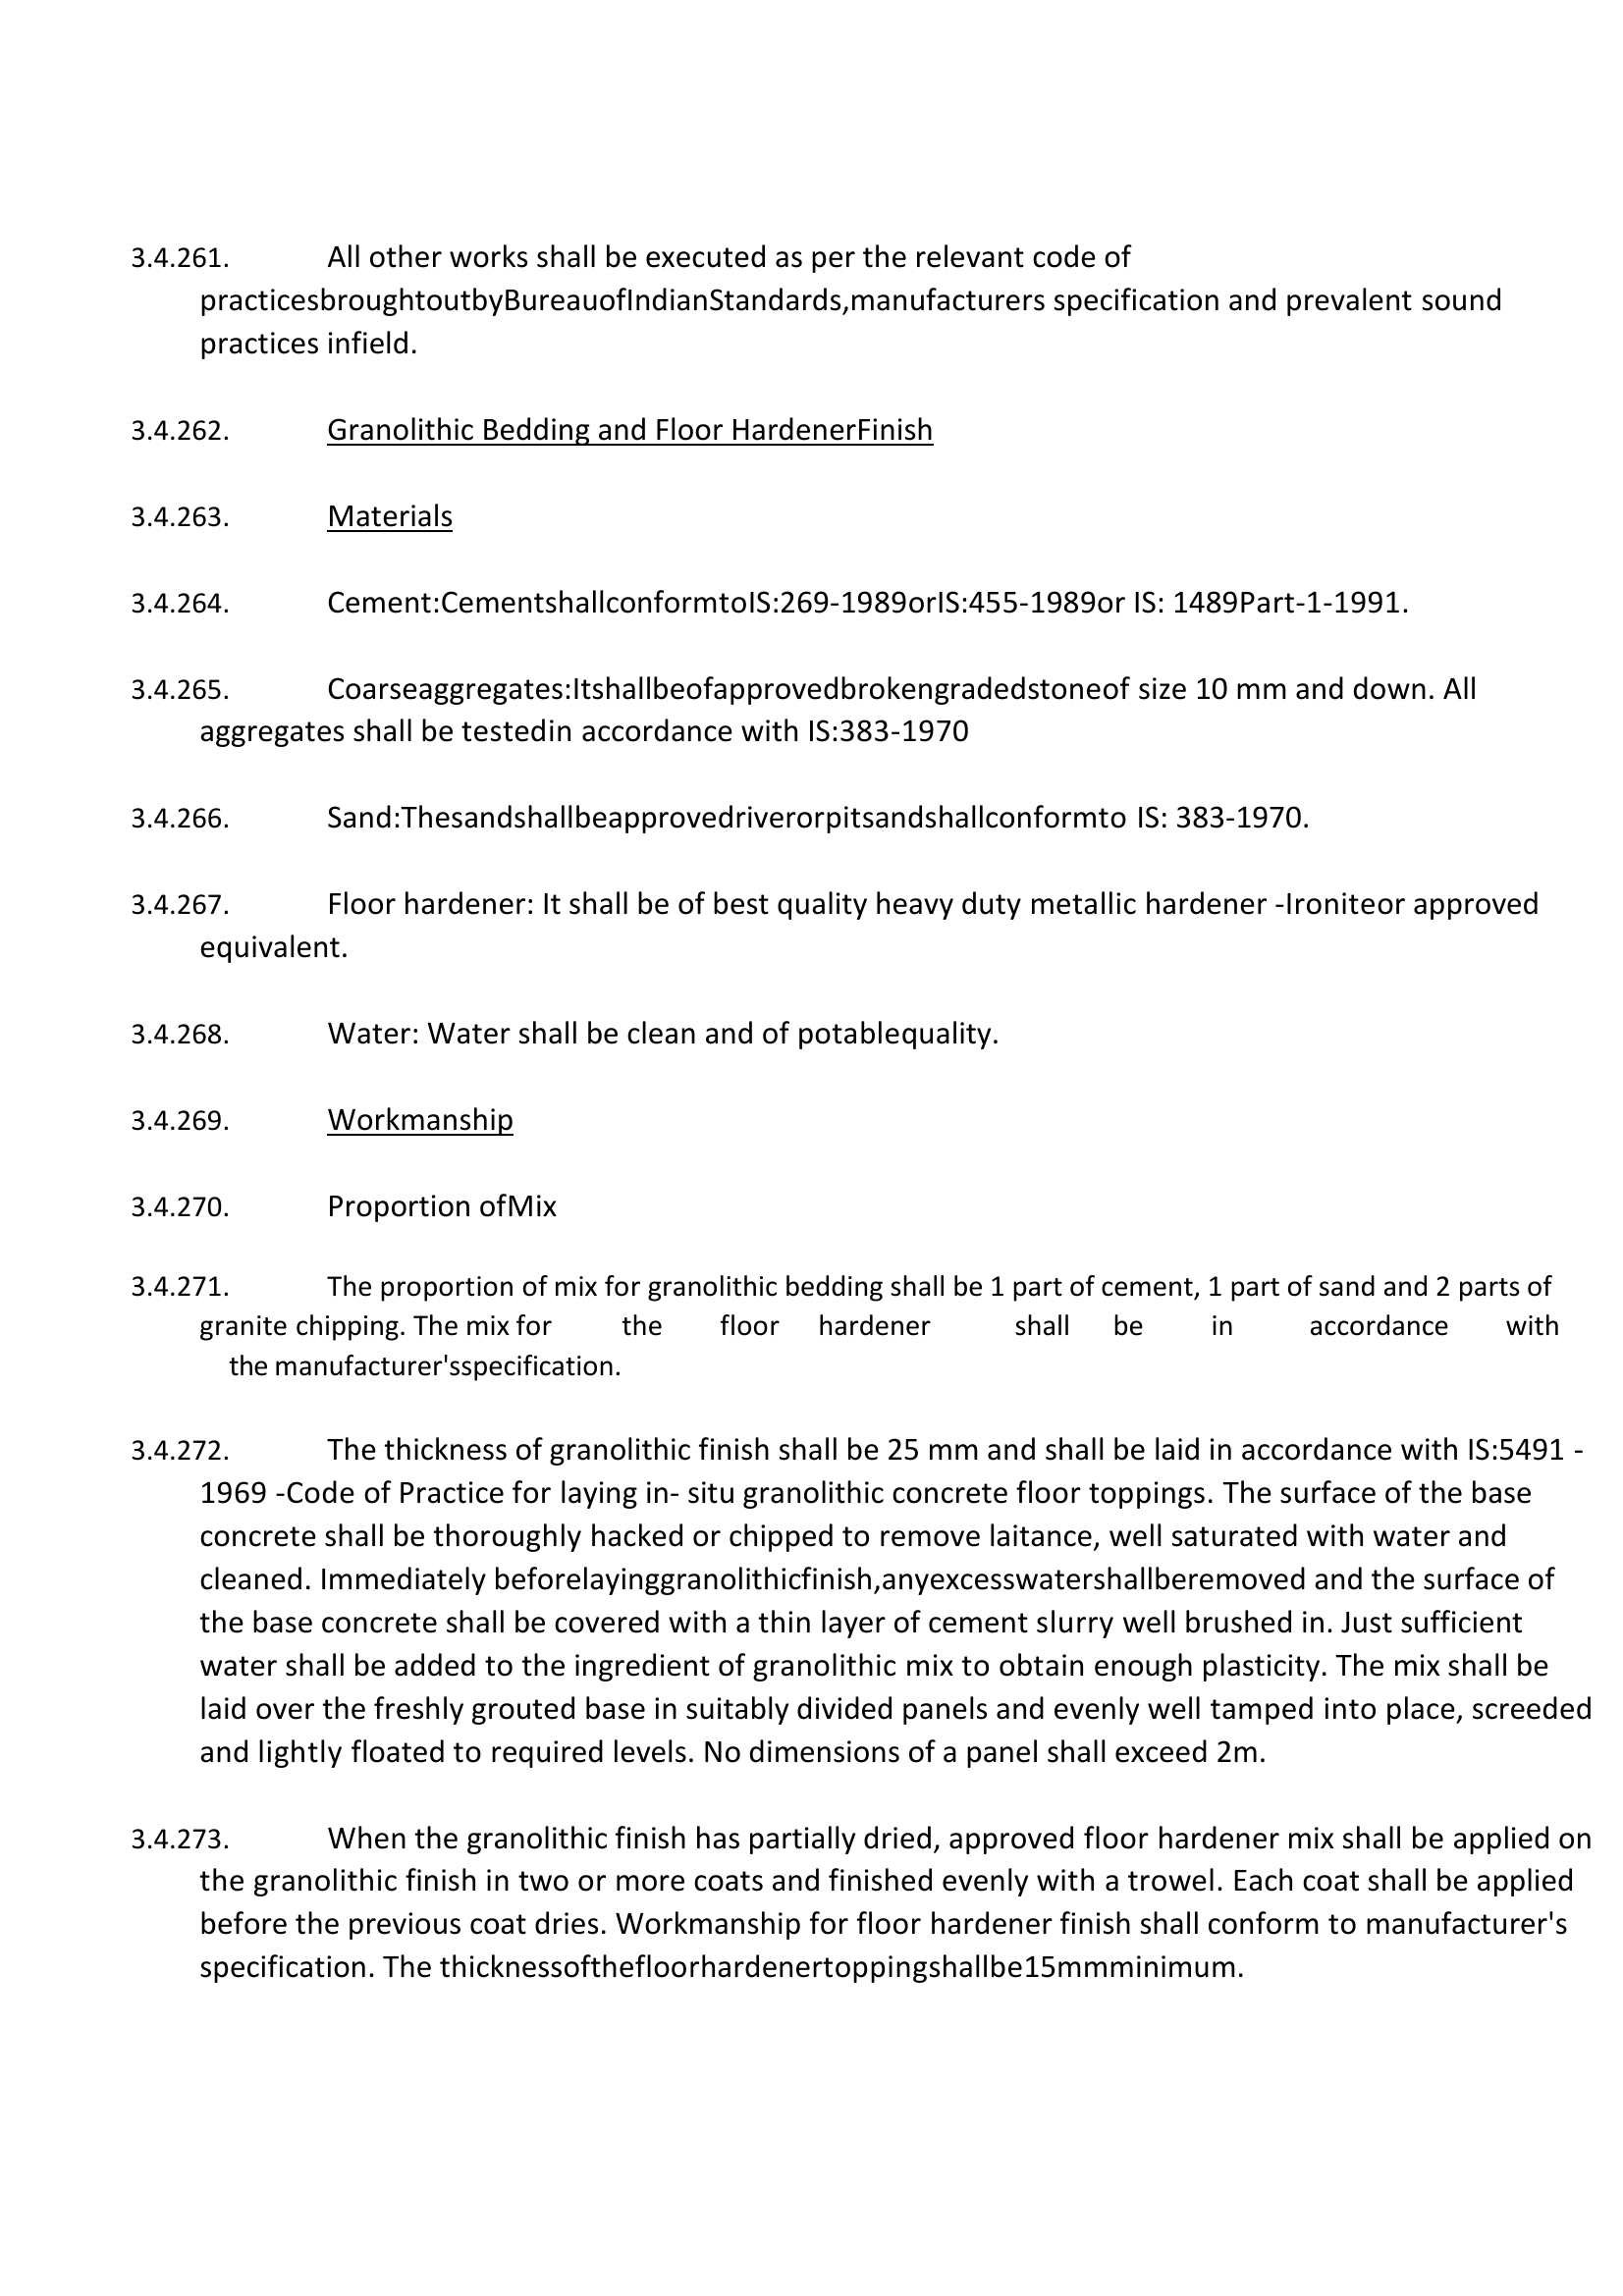 3.4.261. All other works shall be executed as per the relevant code of
practicesbroughtoutbyBureauofIndianStandards,manufacturers specification and prevalent sound
practices infield.
3.4.262. Granolithic Bedding and Floor HardenerFinish
3.4.263. Materials
3.4.264. Cement:CementshallconformtoIS:269-1989orIS:455-1989or IS: 1489Part-1-1991.
3.4.265. Coarseaggregates:Itshallbeofapprovedbrokengradedstoneof size 10 mm and down. All
aggregates shall be testedin accordance with IS:383-1970
3.4.266. Sand:Thesandshallbeapprovedriverorpitsandshallconformto IS: 383-1970.
3.4.267. Floor hardener: It shall be of best quality heavy duty metallic hardener -Ironiteor approved
equivalent.
3.4.268. Water: Water shall be clean and of potablequality.
3.4.269. Workmanship
3.4.270. Proportion ofMix
3.4.271. The proportion of mix for granolithic bedding shall be 1 part of cement, 1 part of sand and 2 parts of
granite chipping. The mix for the floor hardener shall be in accordance with
the manufacturer'sspecification.
3.4.272. The thickness of granolithic finish shall be 25 mm and shall be laid in accordance with IS:5491 -
1969 -Code of Practice for laying in- situ granolithic concrete floor toppings. The surface of the base
concrete shall be thoroughly hacked or chipped to remove laitance, well saturated with water and
cleaned. Immediately beforelayinggranolithicfinish,anyexcesswatershallberemoved and the surface of
the base concrete shall be covered with a thin layer of cement slurry well brushed in. Just sufficient
water shall be added to the ingredient of granolithic mix to obtain enough plasticity. The mix shall be
laid over the freshly grouted base in suitably divided panels and evenly well tamped into place, screeded
and lightly floated to required levels. No dimensions of a panel shall exceed 2m.
3.4.273. When the granolithic finish has partially dried, approved floor hardener mix shall be applied on
the granolithic finish in two or more coats and finished evenly with a trowel. Each coat shall be applied
before the previous coat dries. Workmanship for floor hardener finish shall conform to manufacturer's
specification. The thicknessofthefloorhardenertoppingshallbe15mmminimum.